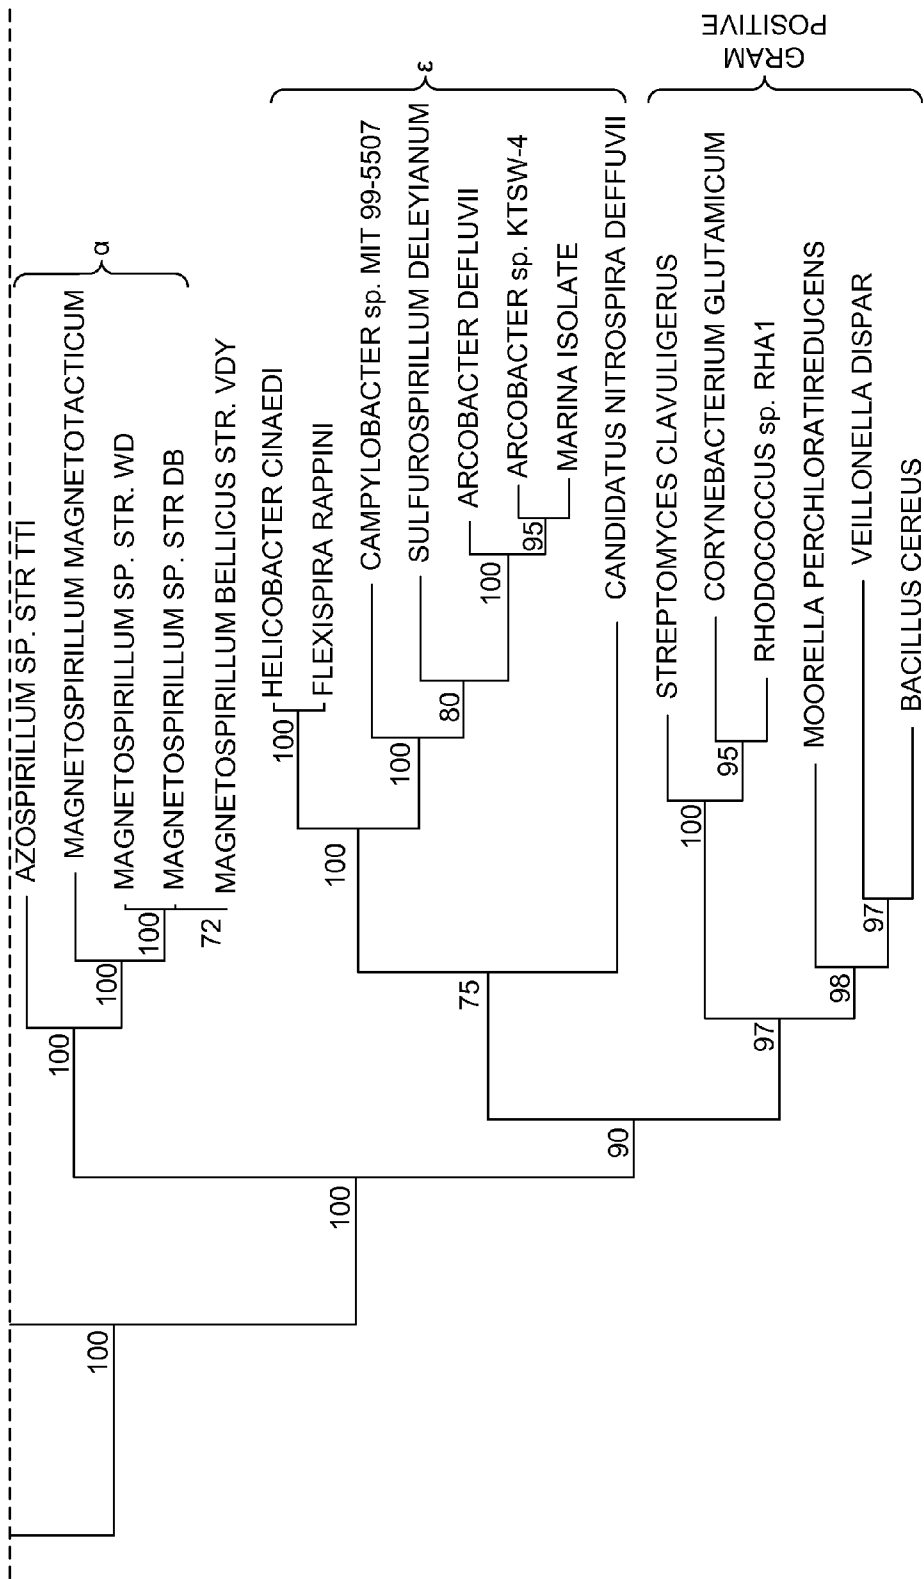 AZOSPIRILLUM SP. STR TTI
MAGNETOSPIRILLUM MAGNETOTACTICUM
MAGNETOSPIRILLUM SP. STR. WD
MAGNETOSPIRILLUM SP. STR DB
MAGNETOSPIRILLUM BELLICUS STR. VDY
α
HELICOBACTER CINAEDI
FLEXISPIRA RAPPINI
CAMPYLOBACTER sp. MIT 99-5507
SULFUROSPIRILLUM DELEYIANUM
ARCOBACTER DEFLUVII
ARCOBACTER sp. KTSW-4
MARINA ISOLATE
CANDIDATUS NITROSPIRA DEFFUVII
ε
STREPTOMYCES CLAVULIGERUS
CORYNEBACTERIUM GLUTAMICUM
RHODOCOCCUS sp. RHA1
MOORELLA PERCHLORATIREDUCENS
VEILLONELLA DISPAR
BACILLUS CEREUS
GRAM
POSITIVE
100
100
100
72
100
100
80
100
95
100
75
100
95
97
98
97
90
100
100